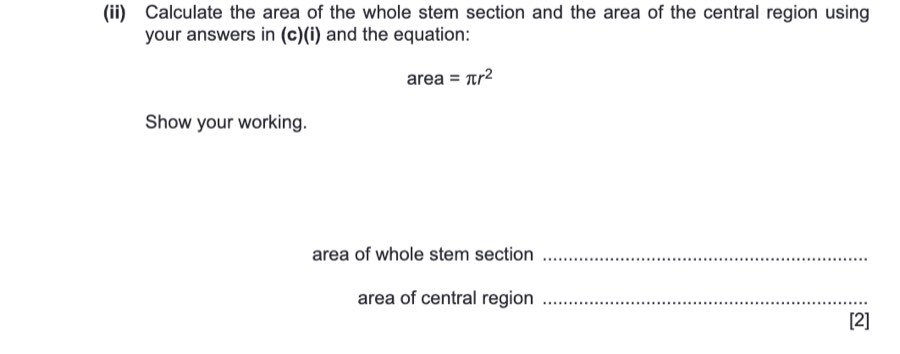 (ii) Calculate the area of the whole stem section and the area of the central region using
your answers in (c)(i) and the equation:
area = πr²
Show your working.
area of whole stem section ..................................................................
area of central region ..................................................................
[2]